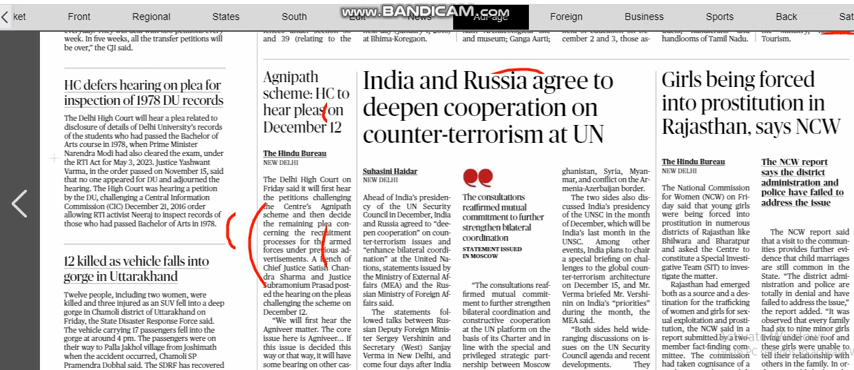 www.BANDICAM.com
ket Front Regional States South Edit News Foreign Business Sports Back Sat
week. In five weeks, all the transfer petitions will
be over,” the CJI said.
HC defers hearing on plea for
inspection of 1978 DU records
The Delhi High Court will hear a plea related to
disclosure of details of Delhi University’s records
of the students who had passed the Bachelor of
Arts course in 1978, when Prime Minister
Narendra Modi had also cleared the exam, under
the RTI Act for May 3, 2023. Justice Yashwant
Varma, in the order passed on November 15, said
that no one appeared for DU and adjourned the
hearing. The High Court was hearing a petition
by the DU, challenging a Central Information
Commission (CIC) December 21, 2016 order
allowing RTI activist Neeraj to inspect records of
those who had passed Bachelor of Arts in 1978.
12 killed as vehicle falls into
gorge in Uttarakhand
Twelve people, including two women, were
killed and three injured as an SUV fell into a deep
gorge in Chamoli district of Uttarakhand on
Friday, the State Disaster Response Force said.
The vehicle carrying 17 passengers fell into the
gorge at around 4 pm. The passengers were on
their way to Palla Jakhol village from Joshimath
when the accident occurred, Chamoli SP
Pramendra Dobhal said. The SDRF has recovered
and 39 (relating to the
at Bhima-Koregaon.
Agnipath
scheme: HC to
hear pleas on
December 12
The Hindu Bureau
NEW DELHI
The Delhi High Court on
Friday said it will first hear
the petitions challenging
the Centre’s Agnipath
scheme and then decide
the remaining plea con-
cerning the recruitment
processes for the armed
forces under previous ad-
vertisements. A Bench of
Chief Justice Satish Chan-
dra Sharma and Justice
Subramonium Prasad post-
ed the hearing on the pleas
challenging the scheme on
December 12.
“We will first hear the
Agniveer matter. The core
issue here is Agniveer... If
this issue is decided this
way or that way, it will have
some bearing on other cas-
and museum; Ganga Aarti;
cember 2 and 3, those as-
handlooms of Tamil Nadu.
Tourism.
India and Russia agree to
deepen cooperation on
counter-terrorism at UN
Suhasini Haidar
NEW DELHI
Ahead of India’s presiden-
cy of the UN Security
Council in December, India
and Russia agreed to “dee-
pen cooperation” on coun-
ter-terrorism issues and
“enhance bilateral coordi-
nation” at the United Na-
tions, statements issued by
the Ministry of External Af-
fairs (MEA) and the Rus-
sian Ministry of Foreign Af-
fairs said.
The statements fol-
lowed talks between Rus-
sian Deputy Foreign Minis-
ter Sergey Vershinin and
Secretary (West) Sanjay
Verma in New Delhi, and
come four days after India
The consultations
reaffirmed mutual
commitment to further
strengthen bilateral
coordination
STATEMENT ISSUED
IN MOSCOW
“The consultations reaf-
firmed mutual commit-
ment to further strengthen
bilateral coordination and
constructive cooperation
at the UN platform on the
basis of its Charter and in
line with the special and
privileged strategic part-
nership between Moscow
ghanistan, Syria, Myan-
mar, and conflict on the Ar-
menia-Azerbaijan border.
The two sides also dis-
cussed India’s presidency
of the UNSC in the month
of December, which will be
India’s last month in the
UNSC. Among other
events, India plans to chair
a special briefing on chal-
lenges to the global coun-
ter-terrorism architecture
on December 15, and Mr.
Verma briefed Mr. Vershi-
nin on India’s “priorities”
during the month, the
MEA said.
“Both sides held wide-
ranging discussions on is-
sues on the UN Security
Council agenda and recent
developments. They
Girls being forced
into prostitution in
Rajasthan, says NCW
The Hindu Bureau
NEW DELHI
The National Commission
for Women (NCW) on Fri-
day said that young girls
were being forced into
prostitution in numerous
districts of Rajasthan like
Bhilwara and Bharatpur
and asked the Centre to
constitute a Special Investi-
gative Team (SIT) to inves-
tigate the matter.
Rajasthan had emerged
both as a source and a des-
tination for the trafficking
of women and girls for sex-
ual exploitation and prosti-
tution, the NCW said in a
report submitted by a two-
member fact-finding com-
mittee. The commission
had taken cognisance of a
The NCW report
says the district
administration and
police have failed to
address the issue
The NCW report said
that a visit to the commu-
nities provides further evi-
dence that child marriages
are still common in the
State. “The district admi-
nistration and police are
totally in denial and have
failed to address the issue,”
the report added. “It was
observed that every family
had six to nine minor girls
living under one roof and
these girls were unable to
tell their relationship with
others in the family. In or-